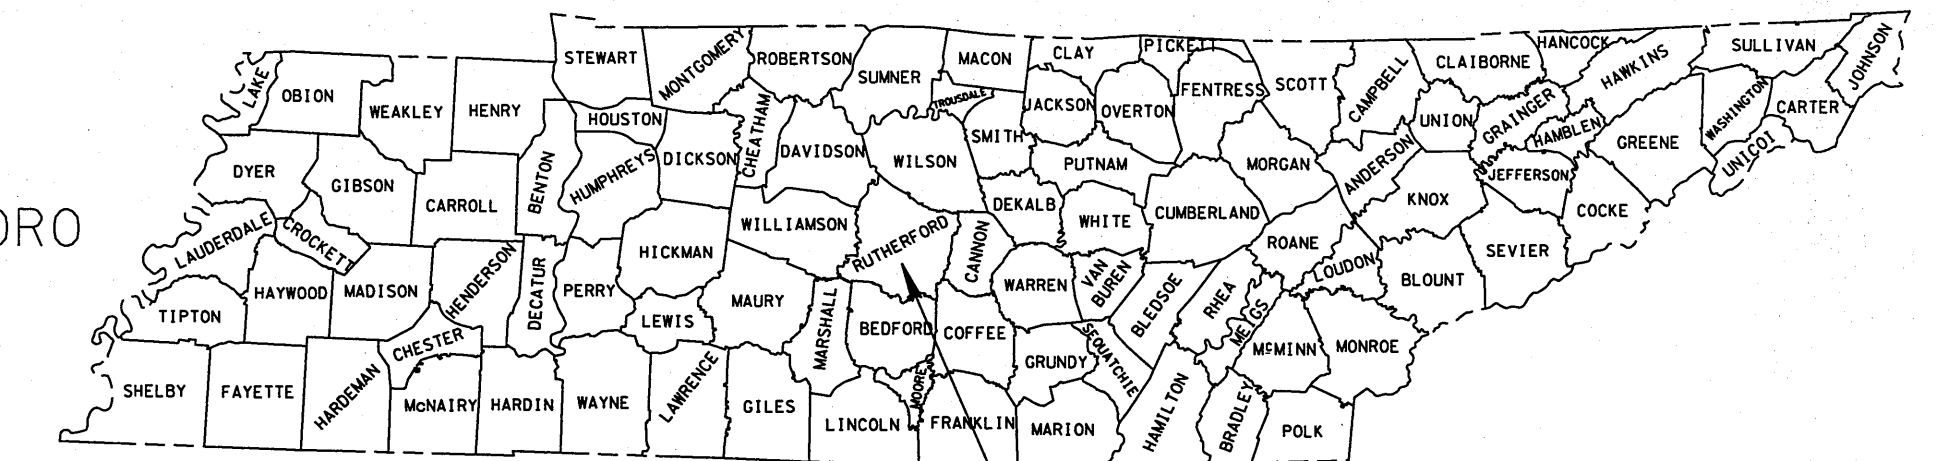 ORO
STEWART
MONTGOMERY
ROBERTSON
SUMNER
MACON
CLAY
PICKETT
FENTRESS
SCOTT
CAMPBELL
CLAIBORNE
HANCOCK
HAWKINS
SULLIVAN
JOHNSON
LAKE
OBION
WEAKLEY
HENRY
HOUSTON
CHEATHAM
TROUSDALE
SMITH
JACKSON
OVERTON
UNION
GRAINGER
HAMBLEN
GREENE
WASHINGTON
CARTER
UNICOI
DYER
GIBSON
CARROLL
BENTON
HUMPHREYS
DICKSON
DAVIDSON
WILSON
PUTNAM
MORGAN
ANDERSON
JEFFERSON
KNOX
COCKE
SEVIER
LAUDERDALE
CROCKETT
HICKMAN
WILLIAMSON
RUTHERFORD
CANNON
DEKALB
WHITE
CUMBERLAND
ROANE
LOUDON
BLOUNT
TIPTON
HAYWOOD
MADISON
HENDERSON
DECATUR
PERRY
LEWIS
MAURY
MARSHALL
BEDFORD
COFFEE
WARREN
VAN
BUREN
BLEDSOE
RHEA
MEIGS
McMINN
MONROE
SHELBY
FAYETTE
HARDEMAN
CHESTER
McNAIRY
HARDIN
WAYNE
LAWRENCE
GILES
LINCOLN
MOORE
FRANKLIN
GRUNDY
SEQUATCHIE
MARION
HAMILTON
BRADLEY
POLK